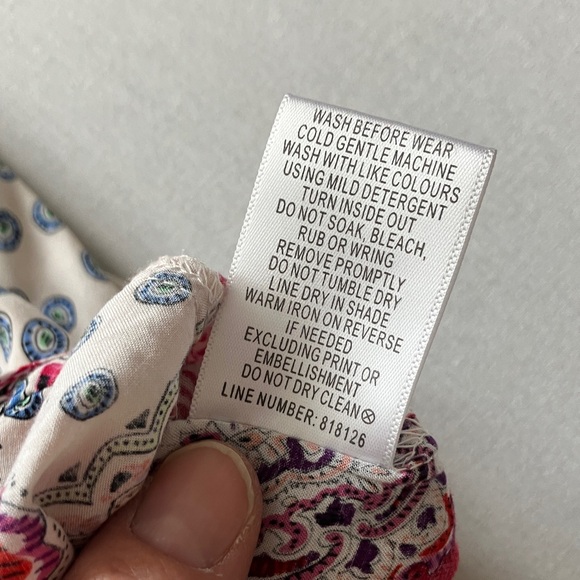 WASH BEFORE WEAR
COLD GENTLE MACHINE
WASH WITH LIKE COLOURS
USING MILD DETERGENT
TURN INSIDE OUT
DO NOT SOAK, BLEACH,
RUB OR WRING
REMOVE PROMPTLY
DO NOT TUMBLE DRY
LINE DRY IN SHADE
WARM IRON ON REVERSE
IF NEEDED
EXCLUDING PRINT OR
EMBELLISHMENT
DO NOT DRY CLEAN
LINE NUMBER: 818126